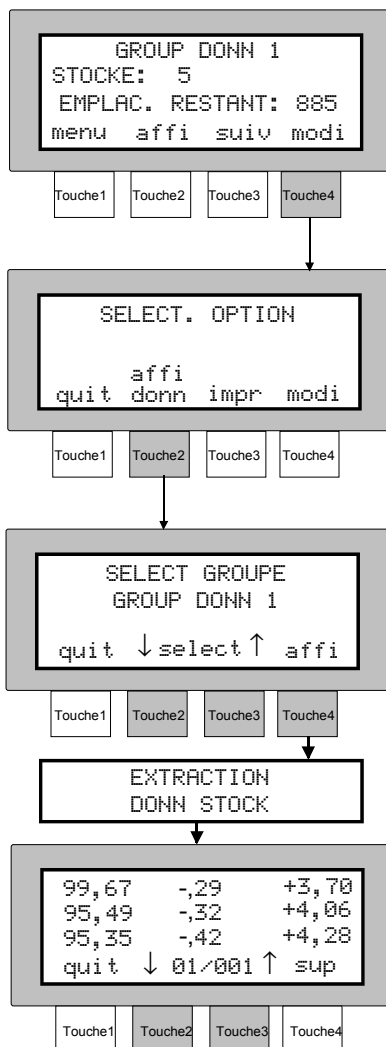 GROUP DONN 1
STOCKE: 5
EMPLAC. RESTANT: 885
menu affi suiv modi
Touche1 Touche2 Touche3 Touche4
SELECT. OPTION
affi
quit donn impr modi
Touche1 Touche2 Touche3 Touche4
SELECT GROUPE
GROUP DONN 1
quit ↓ select ↑ affi
Touche1 Touche2 Touche3 Touche4
EXTRACTION
DONN STOCK
99,67 -,29 +3,70
95,49 -,32 +4,06
95,35 -,42 +4,28
quit ↓ 01/001 ↑ sup
Touche1 Touche2 Touche3 Touche4